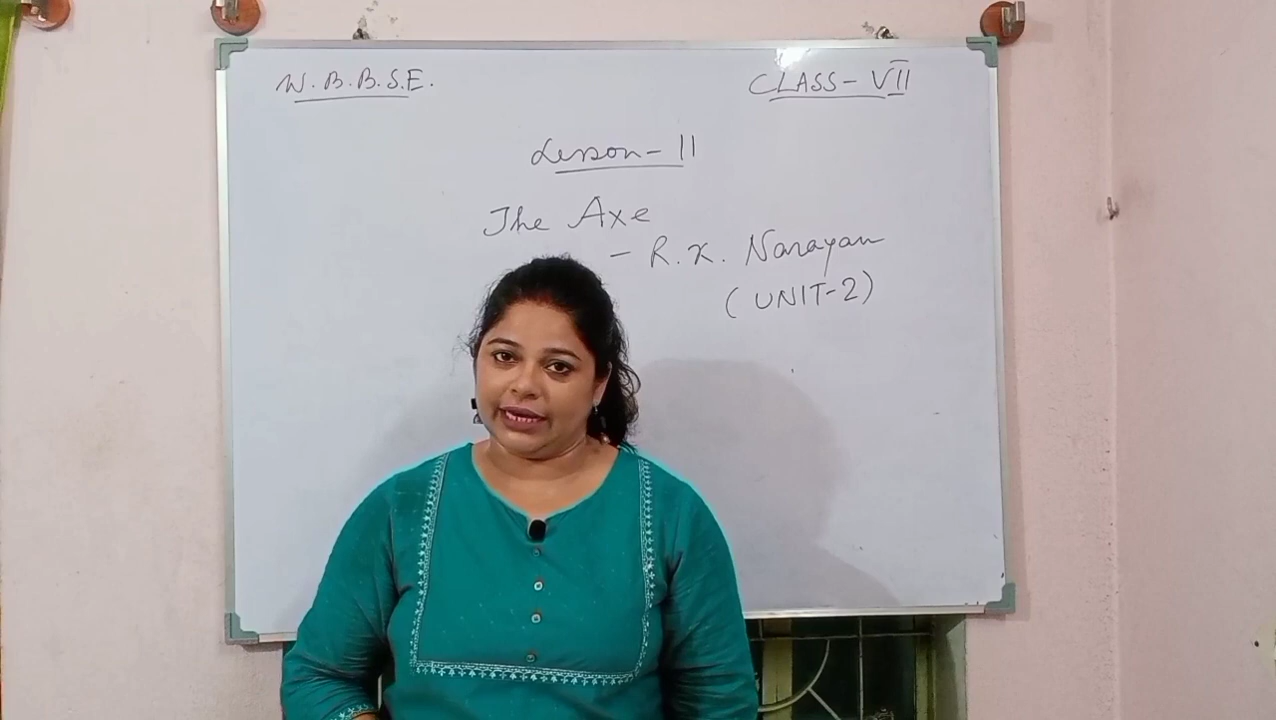 W.B.B.S.E.
CLASS-VII
Lesson-11
The Axe
- R.K. Narayan
(UNIT-2)